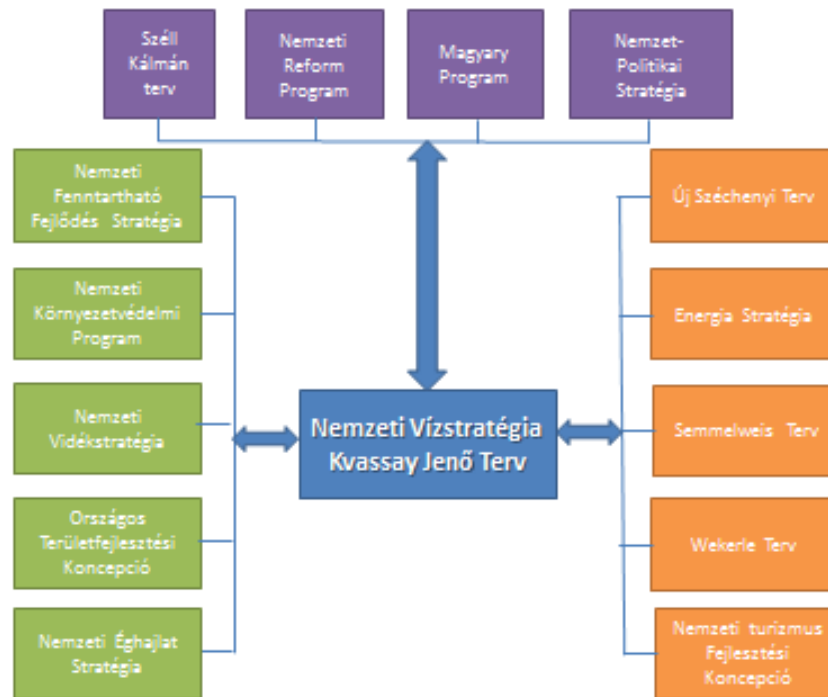 Széll
Kálmán
terv
Nemzeti
Reform
Program
Magyary
Program
Nemzet-
Politikai
Stratégia
Nemzeti
Fenntartható
Fejlődés Stratégia
Nemzeti
Környezetvédelmi
Program
Nemzeti
Vidékstratégia
Országos
Területfejlesztési
Koncepció
Nemzeti Éghajlat
Stratégia
Nemzeti Vízstratégia
Kvassay Jenő Terv
Új Széchenyi Terv
Energia Stratégia
Semmelweis Terv
Wekerle Terv
Nemzeti turizmus
Fejlesztési
Koncepció